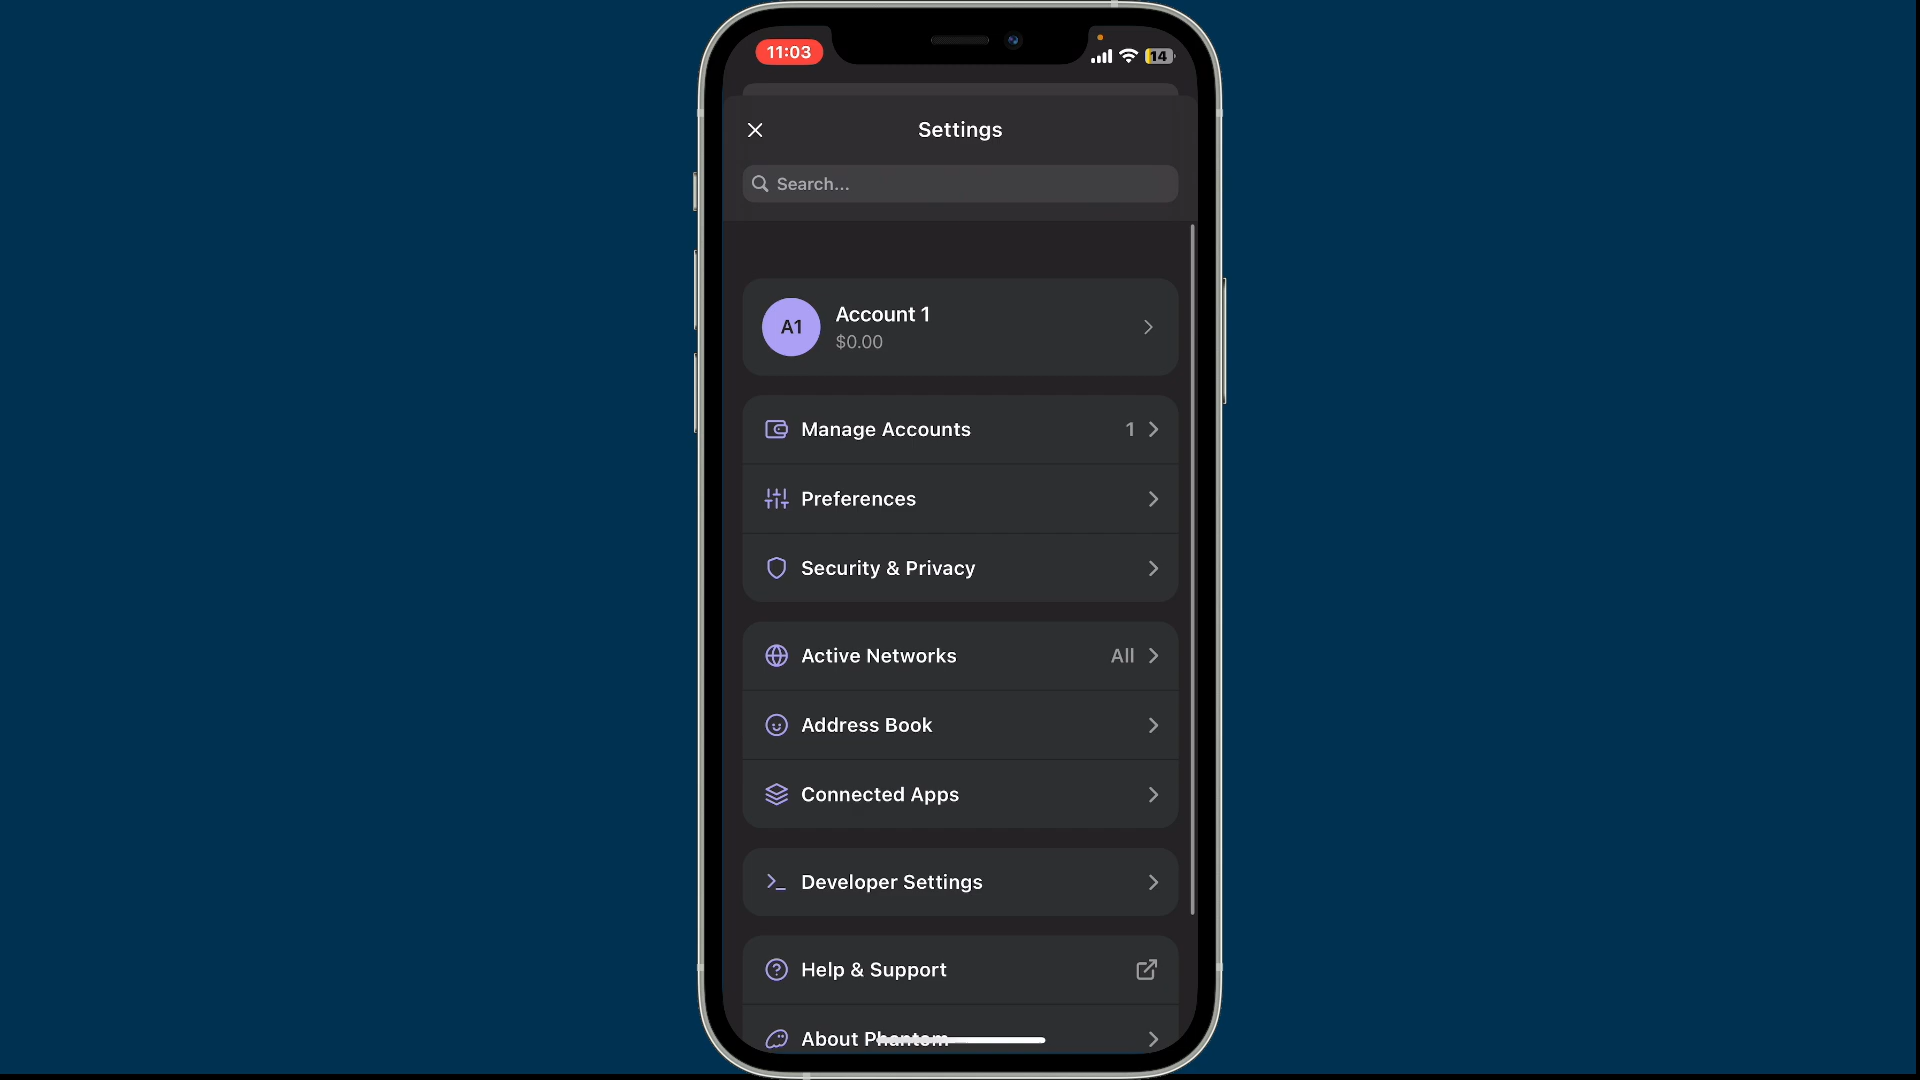 11:03
14
Settings
Search...
A1
Account 1
$0.00
Manage Accounts 1
Preferences
Security & Privacy
Active Networks All
Address Book
Connected Apps
Developer Settings
Help & Support
About Phantom